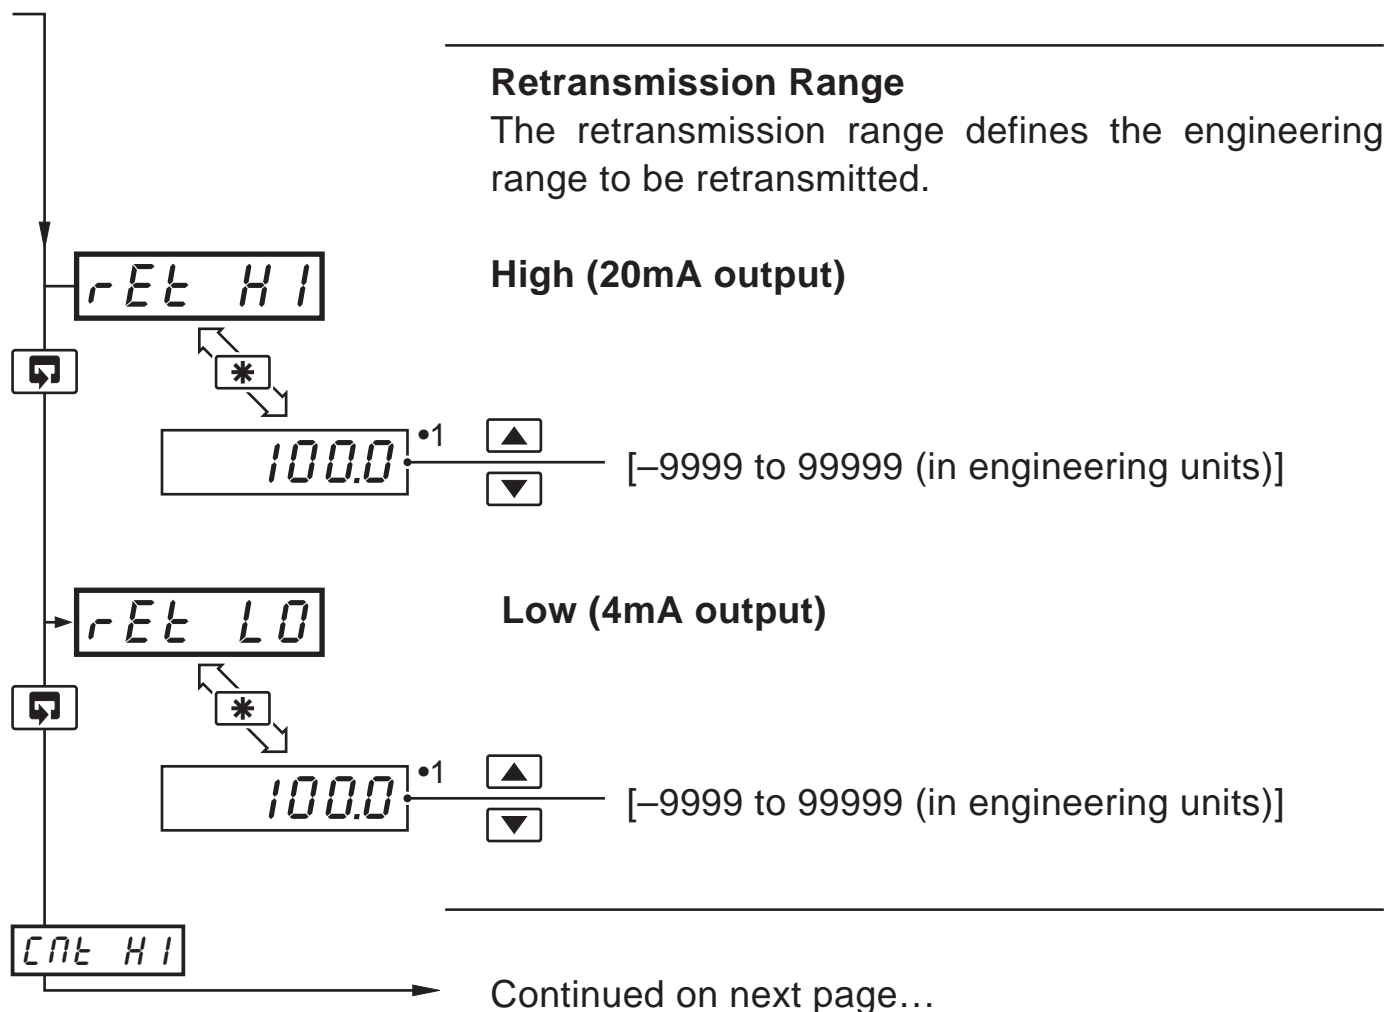 Retransmission Range
The retransmission range defines the engineering
range to be retransmitted.
rEt HI
High (20mA output)
100.0
•1
[–9999 to 99999 (in engineering units)]
rEt LO
Low (4mA output)
100.0
•1
[–9999 to 99999 (in engineering units)]
Cnt HI
Continued on next page…